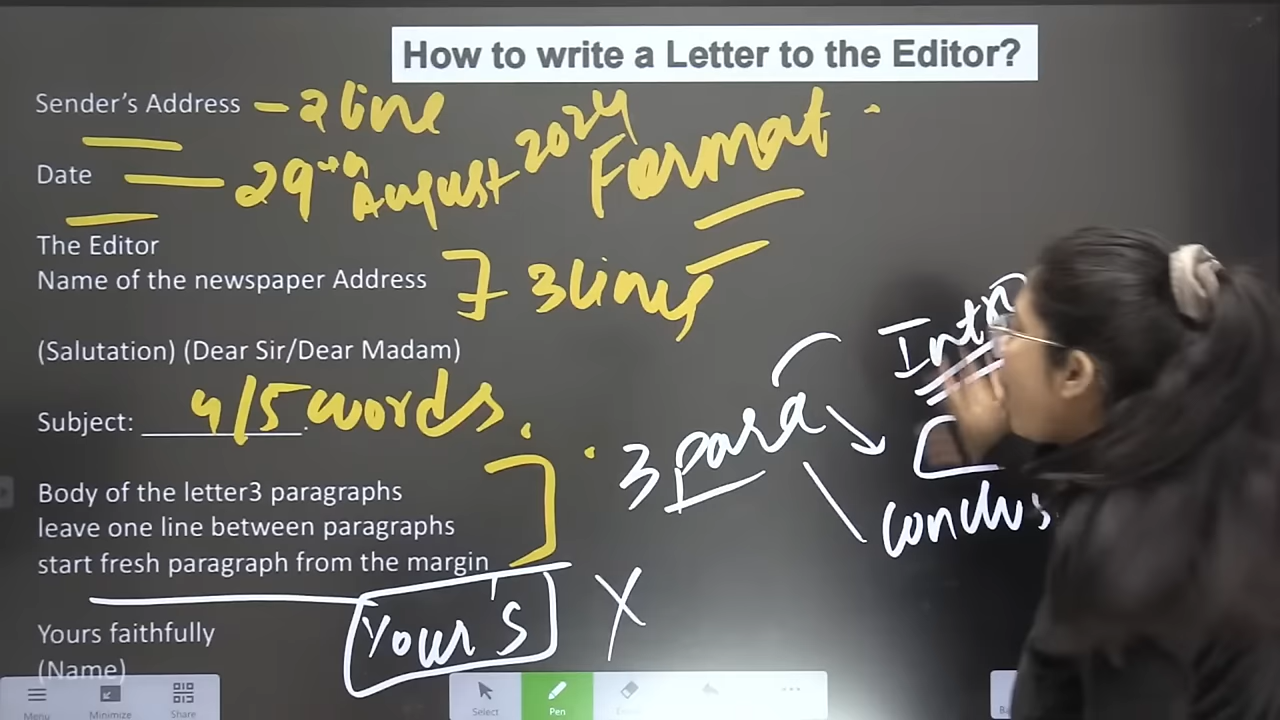 How to write a Letter to the Editor?
Sender's Address – 2 line
Date — 29th August 2024
Format
The Editor
Name of the newspaper Address
3 lines
(Salutation) (Dear Sir/Dear Madam)
Subject: ____________.
4/5 words.
3 para
Intro
conclus
Body of the letter3 paragraphs
leave one line between paragraphs
start fresh paragraph from the margin
Your's X
Yours faithfully
(Name)
Menu
Minimize
Share
Select
Pen
...